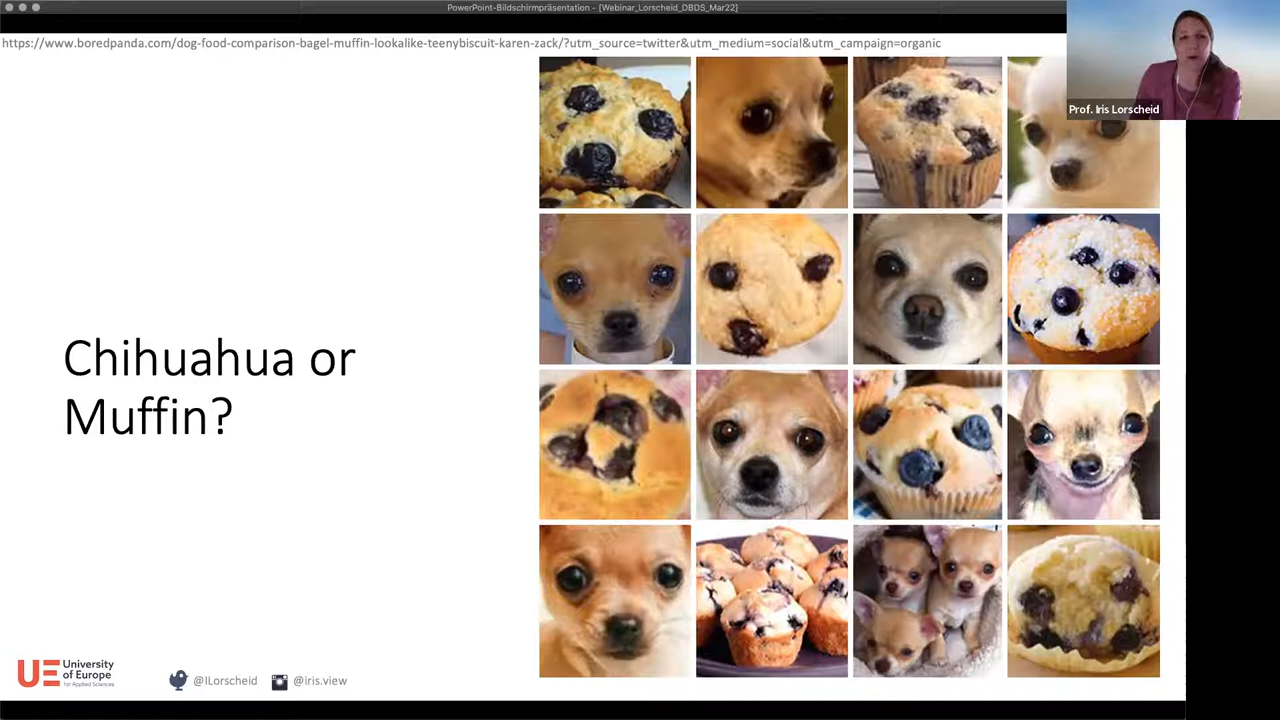 PowerPoint-Bildschirmpräsentation - [Webinar_Lorscheid_DBDS_Mar22]
https://www.boredpanda.com/dog-food-comparison-bagel-muffin-lookalike-teenybiscuit-karen-zack/?utm_source=twitter&utm_medium=social&utm_campaign=organic
Prof. Iris Lorscheid
Chihuahua or
Muffin?
UE University
of Europe
for Applied Sciences
@ILorscheid
@iris.view